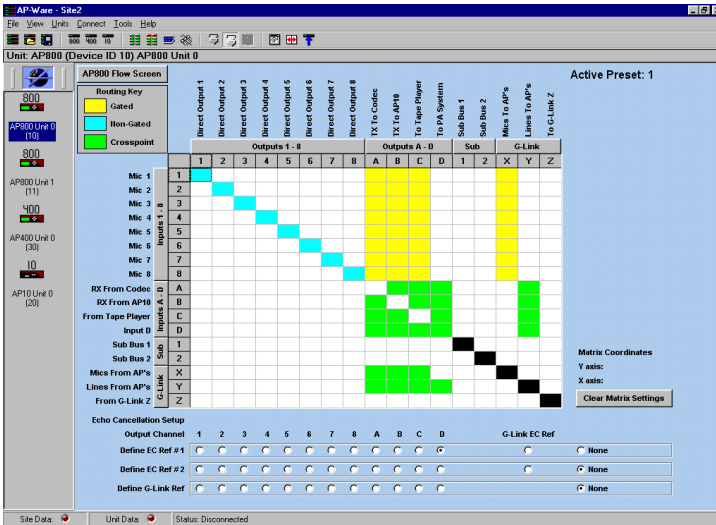 AP-Ware - Site2
File View Units Connect Tools Help
800 400 10
Unit: AP800 (Device ID 10) AP800 Unit 0
AP800 Flow Screen
Active Preset: 1
Routing Key
Gated
Non-Gated
Crosspoint
800
AP800 Unit 0
(10)
800
AP800 Unit 1
(11)
400
AP400 Unit 0
(30)
10
AP10 Unit 0
(20)
Direct Output 1
Direct Output 2
Direct Output 3
Direct Output 4
Direct Output 5
Direct Output 6
Direct Output 7
Direct Output 8
TX To Codec
TX To AP10
To Tape Player
To PA System
Sub Bus 1
Sub Bus 2
Mics To AP's
Lines To AP's
To G-Link Z
Outputs 1 - 8 Outputs A - D Sub G-Link
1 2 3 4 5 6 7 8 A B C D 1 2 X Y Z
Inputs 1 - 8
Mic 1 1
Mic 2 2
Mic 3 3
Mic 4 4
Mic 5 5
Mic 6 6
Mic 7 7
Mic 8 8
Inputs A - D
RX From Codec A
RX From AP10 B
From Tape Player C
Input D D
Sub
Sub Bus 1 1
Sub Bus 2 2
G-Link
Mics From AP's X
Lines From AP's Y
From G-Link Z Z
Matrix Coordinates
Y axis:
X axis:
Clear Matrix Settings
Echo Cancellation Setup
Output Channel 1 2 3 4 5 6 7 8 A B C D G-Link EC Ref
Define EC Ref #1 None
Define EC Ref #2 None
Define G-Link Ref None
Site Data: Unit Data: Status: Disconnected